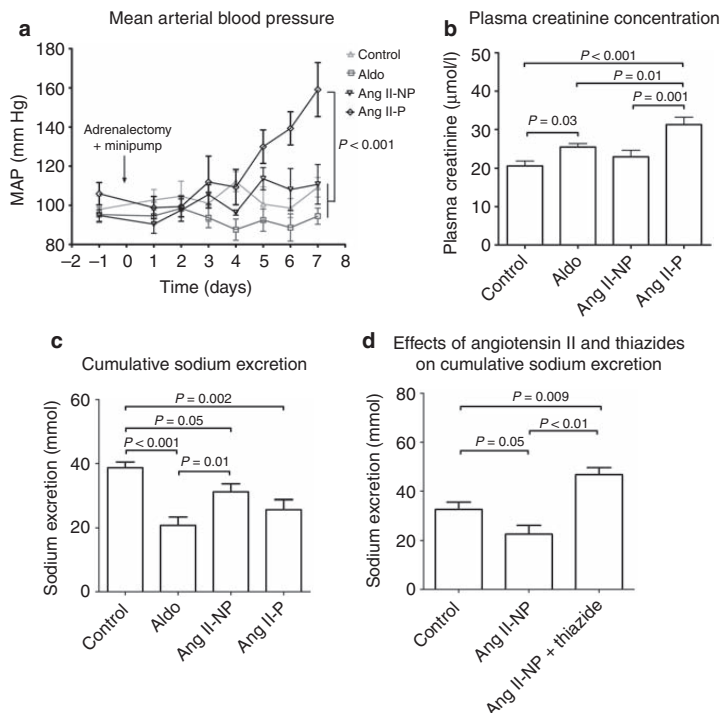 a
Mean arterial blood pressure
MAP (mm Hg)
180
160
140
120
100
80
Adrenalectomy
+ minipump
Control
Aldo
Ang II-NP
Ang II-P
P < 0.001
–2 –1 0 1 2 3 4 5 6 7 8
Time (days)
b
Plasma creatinine concentration
Plasma creatinine (μmol/l)
50
40
30
20
10
0
P < 0.001
P = 0.01
P = 0.001
P = 0.03
Control
Aldo
Ang II-NP
Ang II-P
c
Cumulative sodium excretion
Sodium excretion (mmol)
60
40
20
0
P = 0.002
P = 0.05
P < 0.001
P = 0.01
Control
Aldo
Ang II-NP
Ang II-P
d
Effects of angiotensin II and thiazides
on cumulative sodium excretion
Sodium excretion (mmol)
80
60
40
20
0
P = 0.009
P < 0.01
P = 0.05
Control
Ang II-NP
Ang II-NP + thiazide